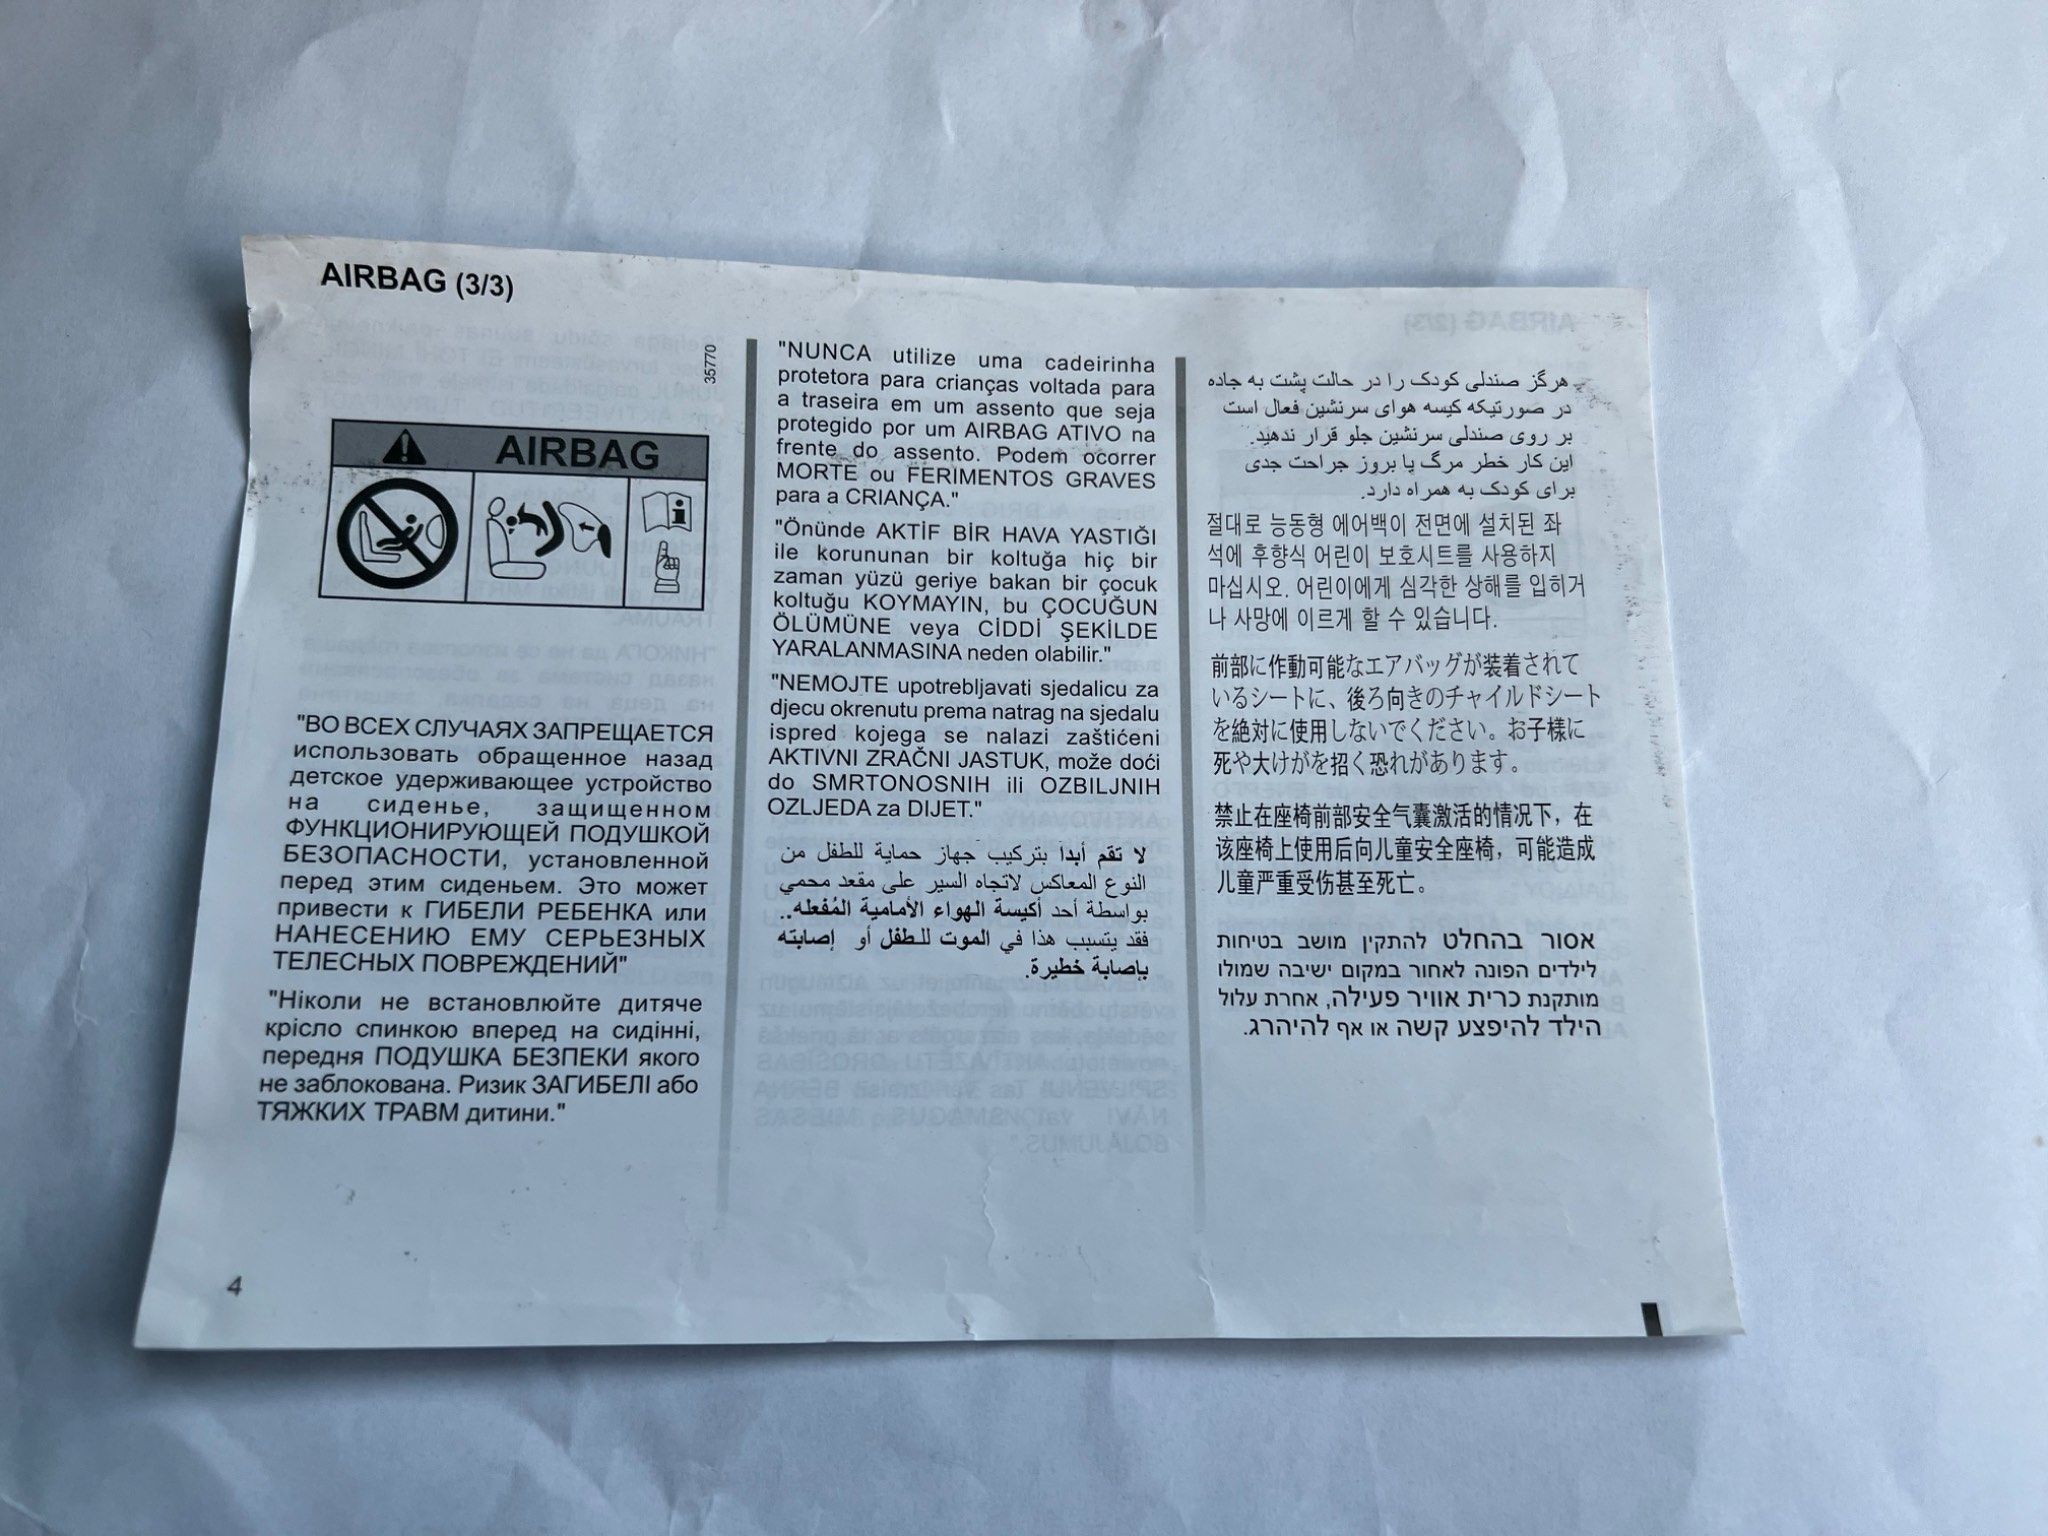 AIRBAG (3/3)
35770
AIRBAG
"ВО ВСЕХ СЛУЧАЯХ ЗАПРЕЩАЕТСЯ
использовать обращенное назад
детское удерживающее устройство
на сиденье, защищенном
ФУНКЦИОНИРУЮЩЕЙ ПОДУШКОЙ
БЕЗОПАСНОСТИ, установленной
перед этим сиденьем. Это может
привести к ГИБЕЛИ РЕБЕНКА или
НАНЕСЕНИЮ ЕМУ СЕРЬЕЗНЫХ
ТЕЛЕСНЫХ ПОВРЕЖДЕНИЙ"
"Ніколи не встановлюйте дитяче
крісло спинкою вперед на сидінні,
передня ПОДУШКА БЕЗПЕКИ якого
не заблокована. Ризик ЗАГИБЕЛІ або
ТЯЖКИХ ТРАВМ дитини."
"NUNCA utilize uma cadeirinha
protetora para crianças voltada para
a traseira em um assento que seja
protegido por um AIRBAG ATIVO na
frente do assento. Podem ocorrer
MORTE ou FERIMENTOS GRAVES
para a CRIANÇA."
"Önünde AKTİF BİR HAVA YASTIĞI
ile korununan bir koltuğa hiç bir
zaman yüzü geriye bakan bir çocuk
koltuğu KOYMAYIN, bu ÇOCUĞUN
ÖLÜMÜNE veya CİDDİ ŞEKİLDE
YARALANMASINA neden olabilir."
"NEMOJTE upotrebljavati sjedalicu za
djecu okrenutu prema natrag na sjedalu
ispred kojega se nalazi zaštićeni
AKTIVNI ZRAČNI JASTUK, može doći
do SMRTONOSNIH ili OZBILJNIH
OZLJEDA za DIJET."
لا تقم أبدا بتركيب جهاز حماية للطفل من
النوع المعاكس لاتجاه السير على مقعد محمي
بواسطة أحد أكيسة الهواء الأمامية المُفعله..
فقد يتسبب هذا في الموت للطفل أو إصابته
بإصابة خطيرة.
هرگز صندلی کودک را در حالت پشت به جاده
در صورتیکه کیسه هوای سرنشین فعال است
بر روی صندلی سرنشین جلو قرار ندهید.
این کار خطر مرگ یا بروز جراحت جدی
برای کودک به همراه دارد.
절대로 능동형 에어백이 전면에 설치된 좌
석에 후향식 어린이 보호시트를 사용하지
마십시오. 어린이에게 심각한 상해를 입히거
나 사망에 이르게 할 수 있습니다.
前部に作動可能なエアバッグが装着されて
いるシートに、後ろ向きのチャイルドシート
を絶対に使用しないでください。お子様に
死や大けがを招く恐れがあります。
禁止在座椅前部安全气囊激活的情况下，在
该座椅上使用后向儿童安全座椅，可能造成
儿童严重受伤甚至死亡。
אסור בהחלט להתקין מושב בטיחות
לילדים הפונה לאחור במקום ישיבה שמולו
מותקנת כרית אוויר פעילה, אחרת עלול
הילד להיפצע קשה או אף להיהרג.
4